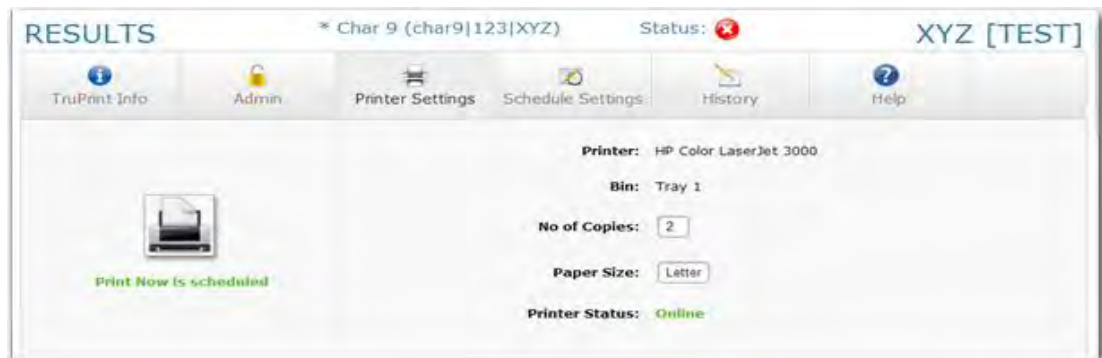 RESULTS * Char 9 (char9|123|XYZ) Status: XYZ [TEST]
TruPrint Info Admin Printer Settings Schedule Settings History Help
Printer: HP Color LaserJet 3000
Bin: Tray 1
No of Copies: 2
Paper Size: Letter
Print Now is scheduled
Printer Status: Online